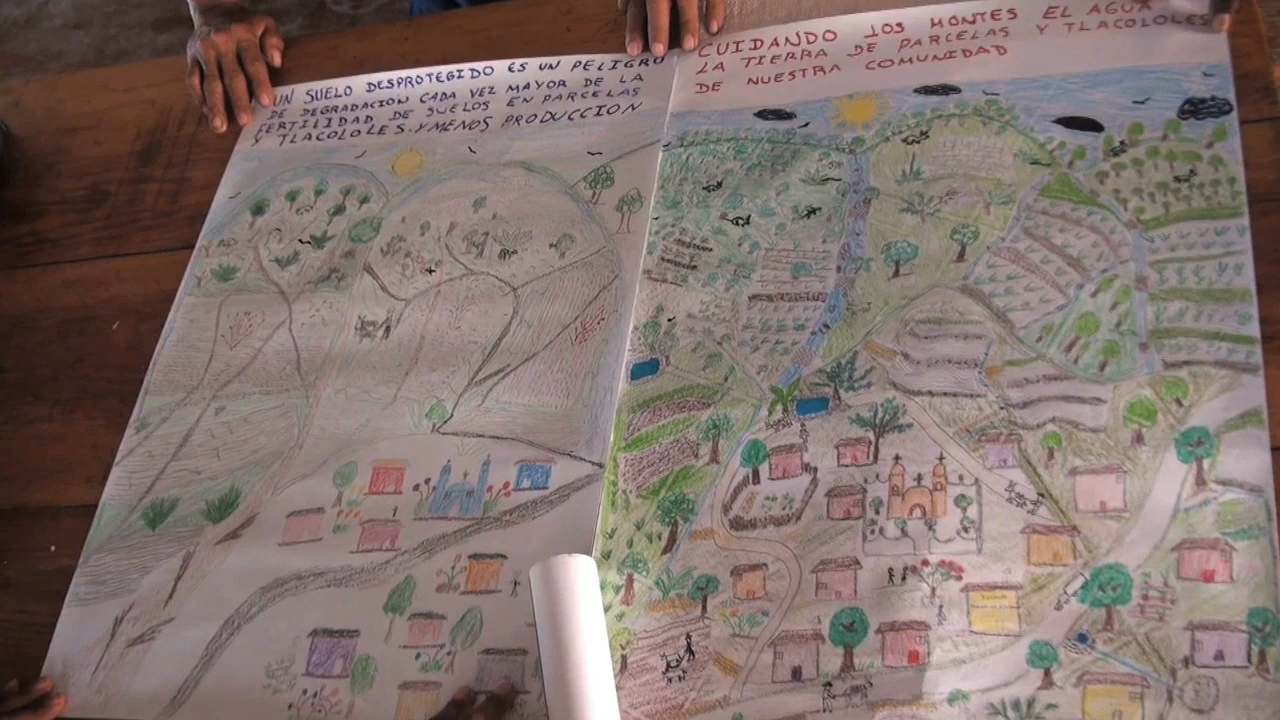 UN SUELO DESPROTEGIDO ES UN PELIGRO
DE DEGRADACION CADA VEZ MAYOR DE LA
FERTILIDAD DE SUELOS EN PARCELAS
Y TLACOLOLES. Y MENOS PRODUCCION
CUIDANDO LOS MONTES EL AGUA
LA TIERRA DE PARCELAS Y TLACOLOLES
DE NUESTRA COMUNIDAD